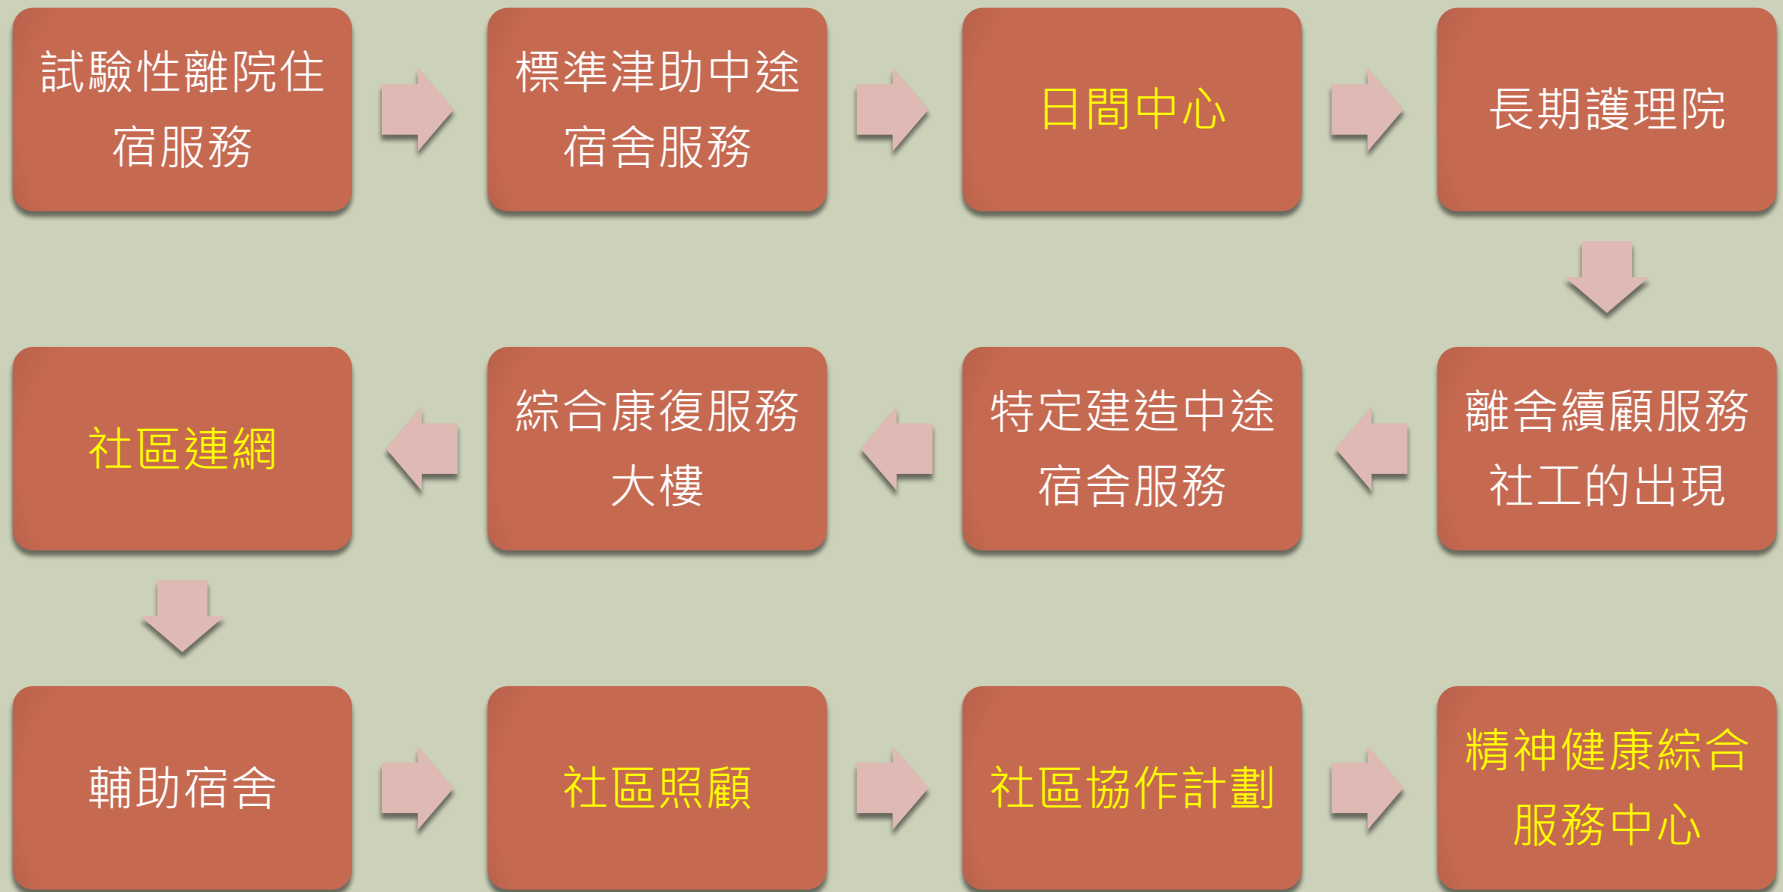 試驗性離院住
宿服務
標準津助中途
宿舍服務
日間中心
長期護理院
離舍續顧服務
社工的出現
特定建造中途
宿舍服務
綜合康復服務
大樓
社區連網
輔助宿舍
社區照顧
社區協作計劃
精神健康綜合
服務中心